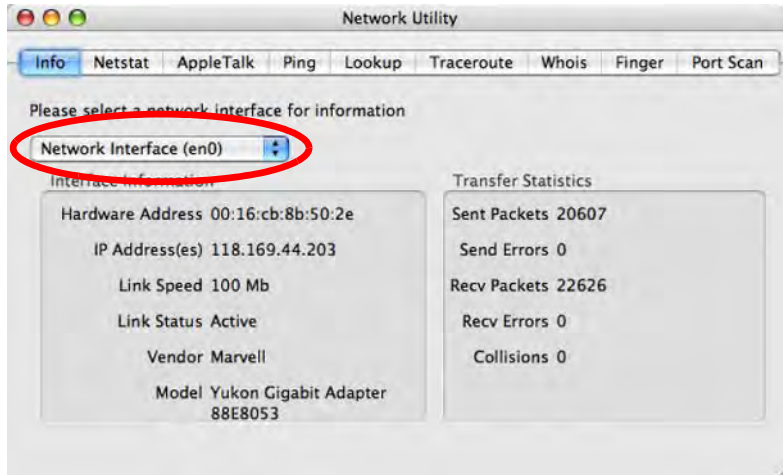 Network Utility
Info Netstat AppleTalk Ping Lookup Traceroute Whois Finger Port Scan
Please select a network interface for information
Network Interface (en0)
Interface Information
Hardware Address 00:16:cb:8b:50:2e
IP Address(es) 118.169.44.203
Link Speed 100 Mb
Link Status Active
Vendor Marvell
Model Yukon Gigabit Adapter
88E8053
Transfer Statistics
Sent Packets 20607
Send Errors 0
Recv Packets 22626
Recv Errors 0
Collisions 0